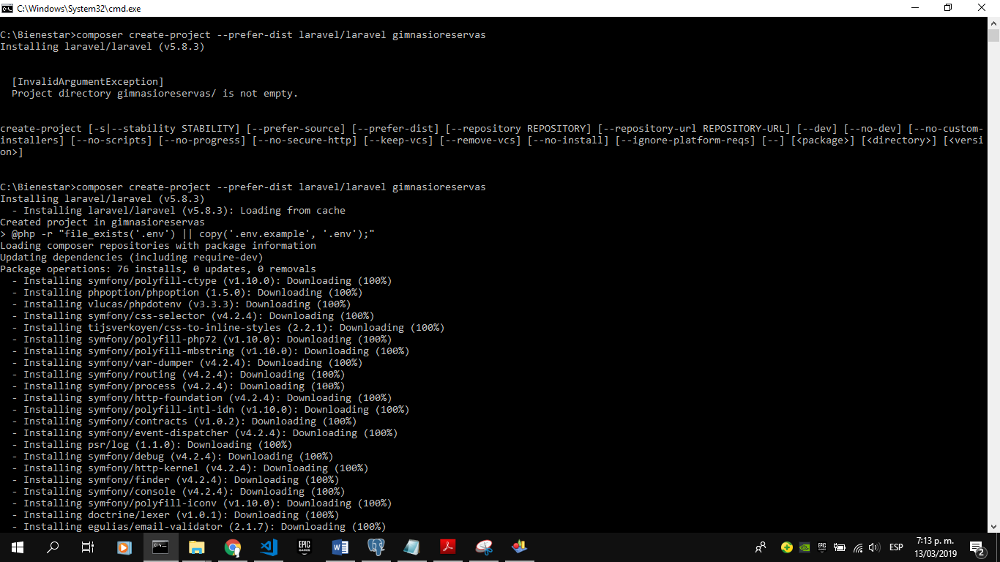 C:\Windows\System32\cmd.exe
C:\Bienestar>composer create-project --prefer-dist laravel/laravel gimnasioreservas
Installing laravel/laravel (v5.8.3)
[InvalidArgumentException]
Project directory gimnasioreservas/ is not empty.
create-project [-s|--stability STABILITY] [--prefer-source] [--prefer-dist] [--repository REPOSITORY] [--repository-url REPOSITORY-URL] [--dev] [--no-dev] [--no-custom-
installers] [--no-scripts] [--no-progress] [--no-secure-http] [--keep-vcs] [--remove-vcs] [--no-install] [--ignore-platform-reqs] [--] [<package>] [<directory>] [<versi
on>]
C:\Bienestar>composer create-project --prefer-dist laravel/laravel gimnasioreservas
Installing laravel/laravel (v5.8.3)
- Installing laravel/laravel (v5.8.3): Loading from cache
Created project in gimnasioreservas
> @php -r "file_exists('.env') || copy('.env.example', '.env');"
Loading composer repositories with package information
Updating dependencies (including require-dev)
Package operations: 76 installs, 0 updates, 0 removals
- Installing symfony/polyfill-ctype (v1.10.0): Downloading (100%)
- Installing phpoption/phpoption (1.5.0): Downloading (100%)
- Installing vlucas/phpdotenv (v3.3.3): Downloading (100%)
- Installing symfony/css-selector (v4.2.4): Downloading (100%)
- Installing tijsverkoyen/css-to-inline-styles (2.2.1): Downloading (100%)
- Installing symfony/polyfill-php72 (v1.10.0): Downloading (100%)
- Installing symfony/polyfill-mbstring (v1.10.0): Downloading (100%)
- Installing symfony/var-dumper (v4.2.4): Downloading (100%)
- Installing symfony/routing (v4.2.4): Downloading (100%)
- Installing symfony/process (v4.2.4): Downloading (100%)
- Installing symfony/http-foundation (v4.2.4): Downloading (100%)
- Installing symfony/polyfill-intl-idn (v1.10.0): Downloading (100%)
- Installing symfony/contracts (v1.0.2): Downloading (100%)
- Installing symfony/event-dispatcher (v4.2.4): Downloading (100%)
- Installing psr/log (1.1.0): Downloading (100%)
- Installing symfony/debug (v4.2.4): Downloading (100%)
- Installing symfony/http-kernel (v4.2.4): Downloading (100%)
- Installing symfony/finder (v4.2.4): Downloading (100%)
- Installing symfony/console (v4.2.4): Downloading (100%)
- Installing symfony/polyfill-iconv (v1.10.0): Downloading (100%)
- Installing doctrine/lexer (v1.0.1): Downloading (100%)
- Installing egulias/email-validator (2.1.7): Downloading (100%)
EPIC GAMES
ESP
7:13 p. m.
13/03/2019
2